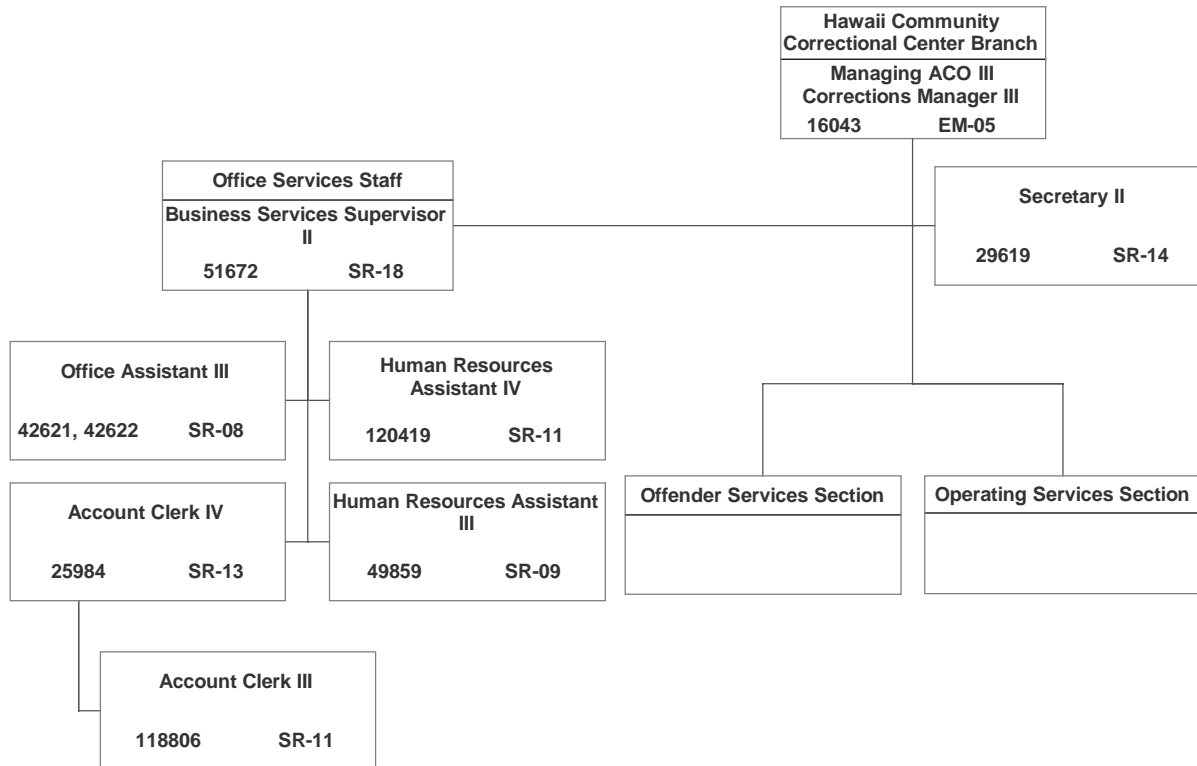 Hawaii Community
Correctional Center Branch
Managing ACO III
Corrections Manager III
16043 EM-05
Office Services Staff
Business Services Supervisor
II
51672 SR-18
Secretary II
29619 SR-14
Office Assistant III
42621, 42622 SR-08
Human Resources
Assistant IV
120419 SR-11
Account Clerk IV
25984 SR-13
Human Resources Assistant
III
49859 SR-09
Offender Services Section
Operating Services Section
Account Clerk III
118806 SR-11